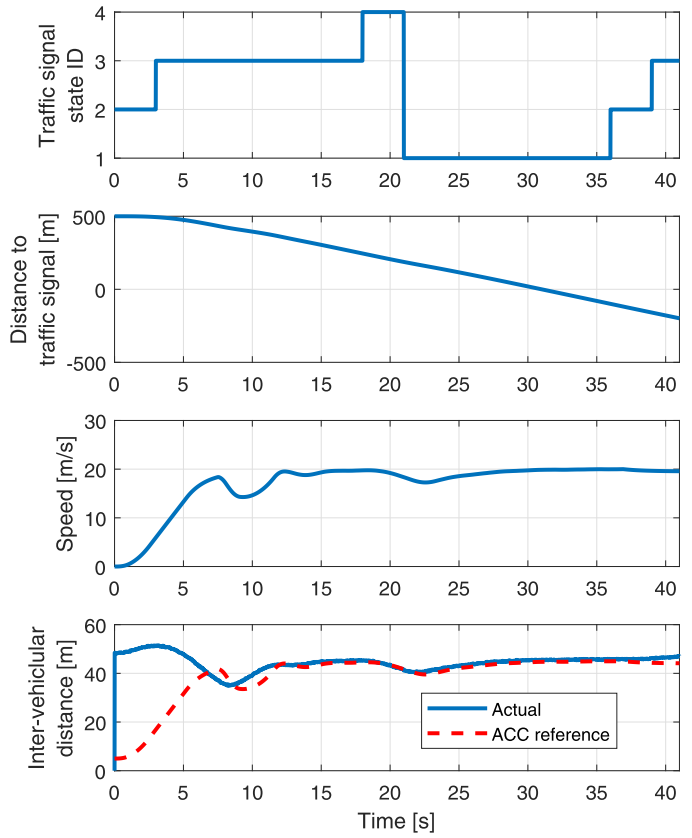 Traffic signal
state ID
4
3
2
1
0 5 10 15 20 25 30 35 40
Distance to
traffic signal [m]
500
0
-500
0 5 10 15 20 25 30 35 40
Speed [m/s]
30
20
10
0
0 5 10 15 20 25 30 35 40
Inter-vehiclular
distance [m]
60
40
20
0
Actual
ACC reference
0 5 10 15 20 25 30 35 40
Time [s]